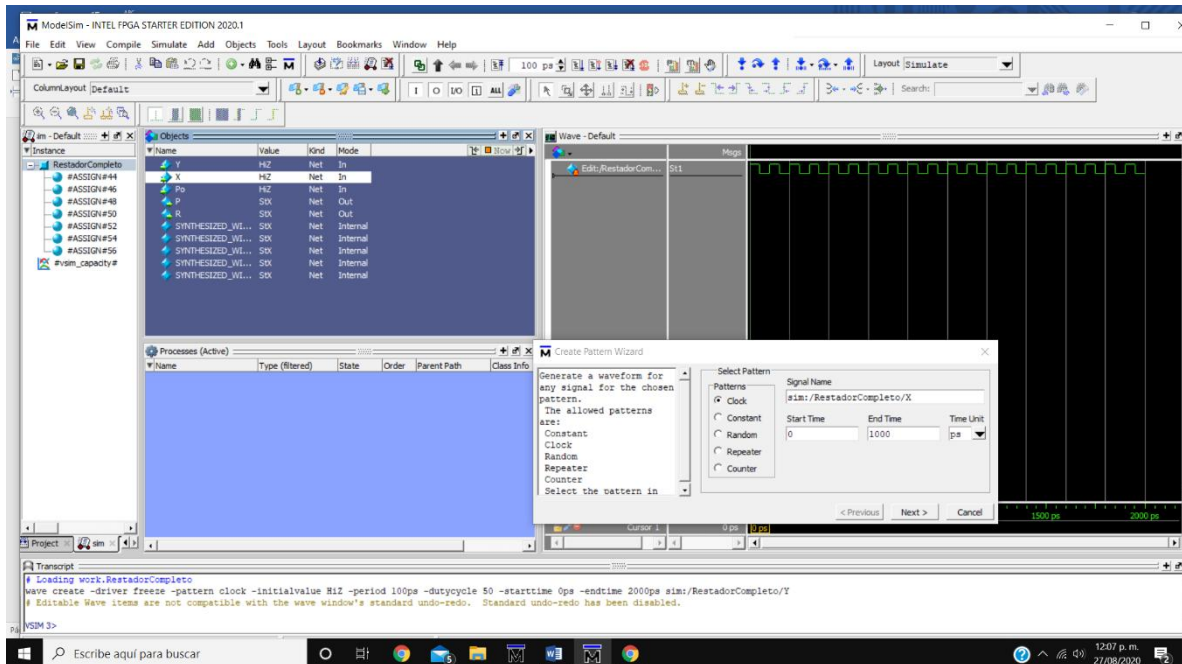 ModelSim - INTEL FPGA STARTER EDITION 2020.1
File Edit View Compile Simulate Add Objects Tools Layout Bookmarks Window Help
100 ps
Layout Simulate
ColumnLayout Default
I O I/O ALL
Search:
sim - Default
Instance
RestadorCompleto
#ASSIGN#44
#ASSIGN#46
#ASSIGN#48
#ASSIGN#50
#ASSIGN#52
#ASSIGN#54
#ASSIGN#56
#vsim_capacity#
Project
sim
Objects
Name Value Kind Mode Now
Y HiZ Net In
X HiZ Net In
Po HiZ Net In
P StX Net Out
R StX Net Out
SYNTHESIZED_WI... StX Net Internal
SYNTHESIZED_WI... StX Net Internal
SYNTHESIZED_WI... StX Net Internal
SYNTHESIZED_WI... StX Net Internal
SYNTHESIZED_WI... StX Net Internal
Processes (Active)
Name Type (filtered) State Order Parent Path Class Info
Wave - Default
Msgs
Edit:/RestadorCom... St1
Create Pattern Wizard
Generate a waveform for
any signal for the chosen
pattern.
The allowed patterns
are:
Constant
Clock
Random
Repeater
Counter
Select the pattern in
Select Pattern
Patterns
Clock
Constant
Random
Repeater
Counter
Signal Name
sim:/RestadorCompleto/X
Start Time End Time Time Unit
0 1000 ps
< Previous Next > Cancel
1500 ps 2000 ps
Cursor 1 0 ps 0 ps
Transcript
# Loading work.RestadorCompleto
wave create -driver freeze -pattern clock -initialvalue HiZ -period 100ps -dutycycle 50 -starttime 0ps -endtime 2000ps sim:/RestadorCompleto/Y
# Editable Wave items are not compatible with the wave window's standard undo-redo. Standard undo-redo has been disabled.
VSIM 3>
Escribe aquí para buscar
5
12:07 p. m.
27/08/2020
2